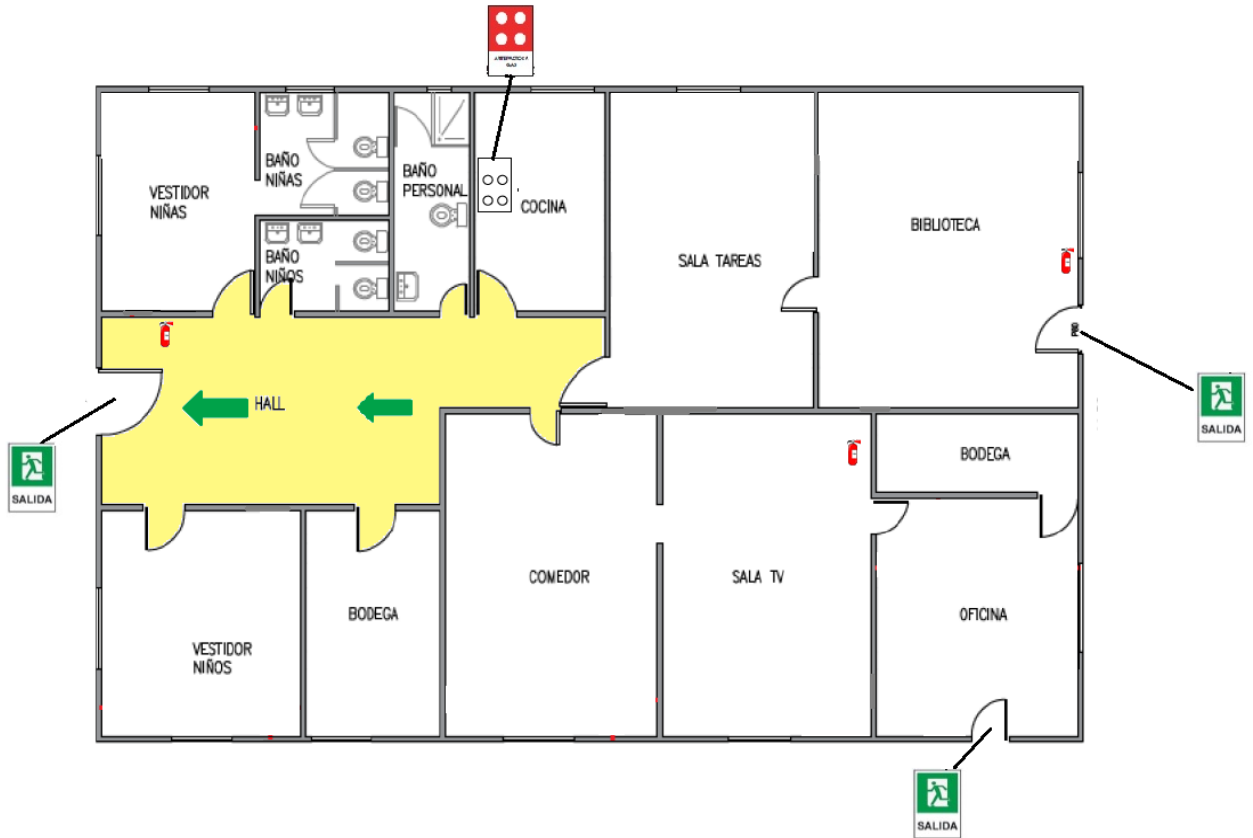 VESTIDOR
NIÑAS
BAÑO
NIÑAS
BAÑO
NIÑOS
BAÑO
PERSONAL
COCINA
SALA TAREAS
BIBLIOTECA
HALL
SALIDA
SALIDA
BODEGA
VESTIDOR
NIÑOS
BODEGA
COMEDOR
SALA TV
OFICINA
SALIDA